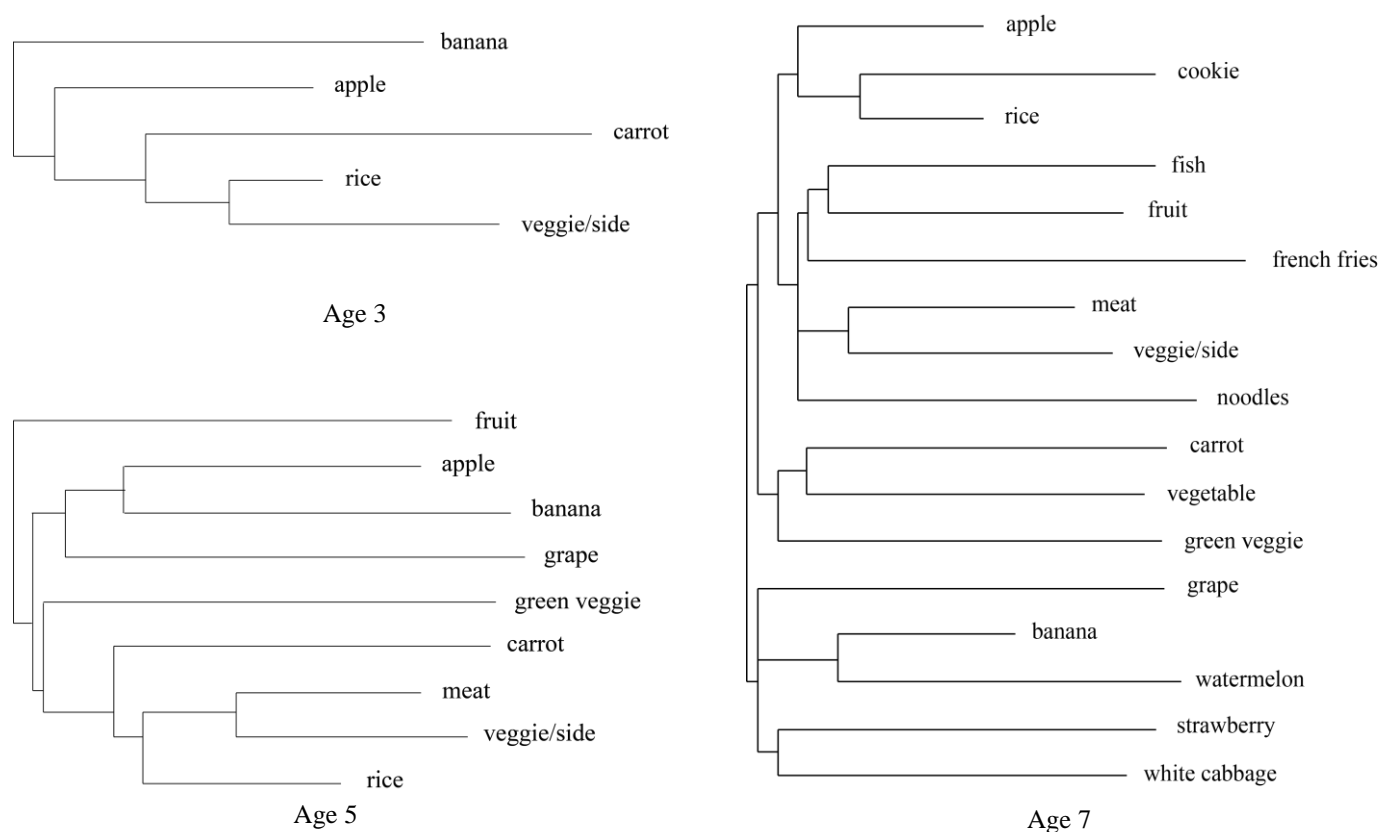 banana
apple
carrot
rice
veggie/side
Age 3
fruit
apple
banana
grape
green veggie
carrot
meat
veggie/side
rice
Age 5
apple
cookie
rice
fish
fruit
french fries
meat
veggie/side
noodles
carrot
vegetable
green veggie
grape
banana
watermelon
strawberry
white cabbage
Age 7